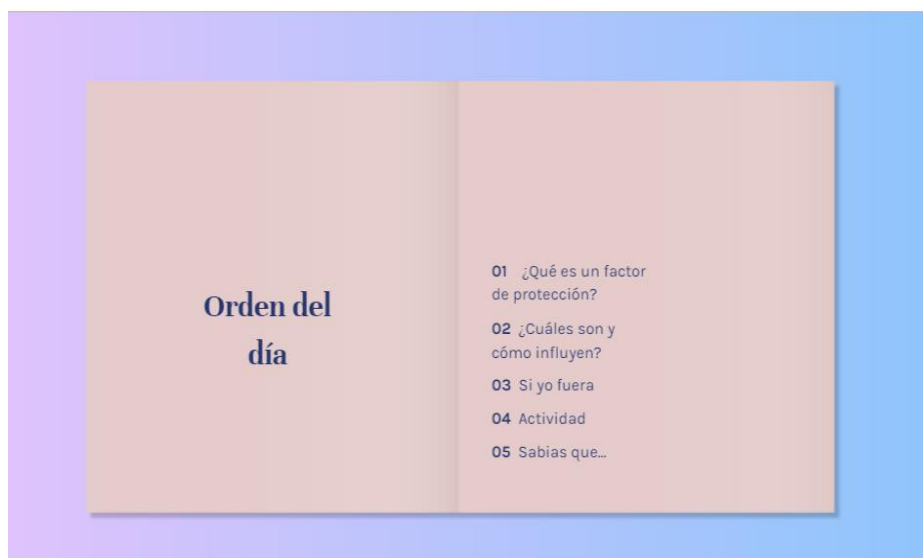 Orden del
día
01 ¿Qué es un factor
de protección?
02 ¿Cuáles son y
cómo influyen?
03 Si yo fuera
04 Actividad
05 Sabias que...